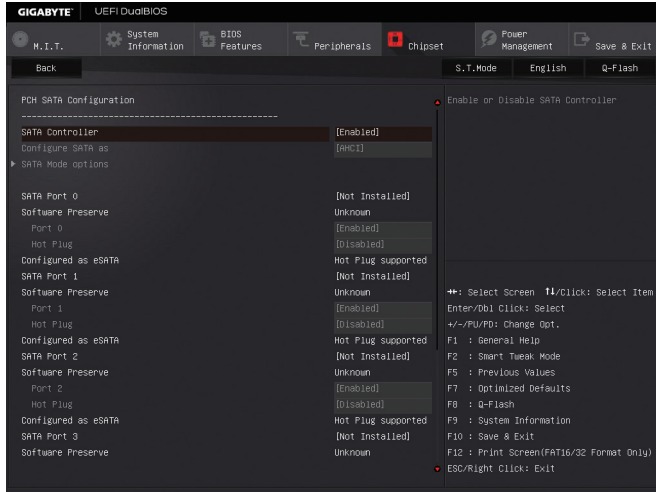 GIGABYTE™ UEFI DualBIOS
M.I.T.
System Information
BIOS Features
Peripherals
Chipset
Power Management
Save & Exit
Back
S.T.Mode English Q-Flash
PCH SATA Configuration
Enable or Disable SATA Controller
--------------------------------------------------
SATA Controller [Enabled]
Configure SATA as [AHCI]
SATA Mode options
SATA Port 0 [Not Installed]
Software Preserve Unknown
Port 0 [Enabled]
Hot Plug [Disabled]
Configured as eSATA Hot Plug supported
SATA Port 1 [Not Installed]
Software Preserve Unknown
Port 1 [Enabled]
Hot Plug [Disabled]
Configured as eSATA Hot Plug supported
SATA Port 2 [Not Installed]
Software Preserve Unknown
Port 2 [Enabled]
Hot Plug [Disabled]
Configured as eSATA Hot Plug supported
SATA Port 3 [Not Installed]
Software Preserve Unknown
→←: Select Screen ↑↓/Click: Select Item
Enter/Dbl Click: Select
+/-/PU/PD: Change Opt.
F1 : General Help
F2 : Smart Tweak Mode
F5 : Previous Values
F7 : Optimized Defaults
F8 : Q-Flash
F9 : System Information
F10 : Save & Exit
F12 : Print Screen(FAT16/32 Format Only)
ESC/Right Click: Exit